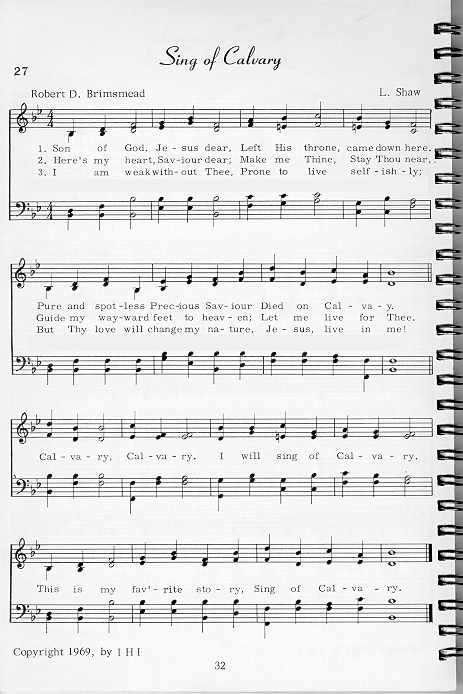 Sing of Calvary
27
Robert D. Brimsmead L. Shaw
1. Son of God. Je - sus dear, Left His throne, came down here.
2. Here's my heart, Sav - iour dear; Make me Thine, Stay Thou near,
3. I am weak with - out Thee, Prone to live self - ish - ly;
Pure and spot - less Prec - ious Sav - iour Died on Cal - va - y.
Guide my way - ward feet to heav - en; Let me live for Thee.
But Thy love will change my na - ture, Je - sus, live in me!
Cal - va - ry, Cal - va - ry. I will sing of Cal - va - ry,
This is my fav' - rite sto - ry, Sing of Cal - va - ry.
Copyright 1969, by I H I
32